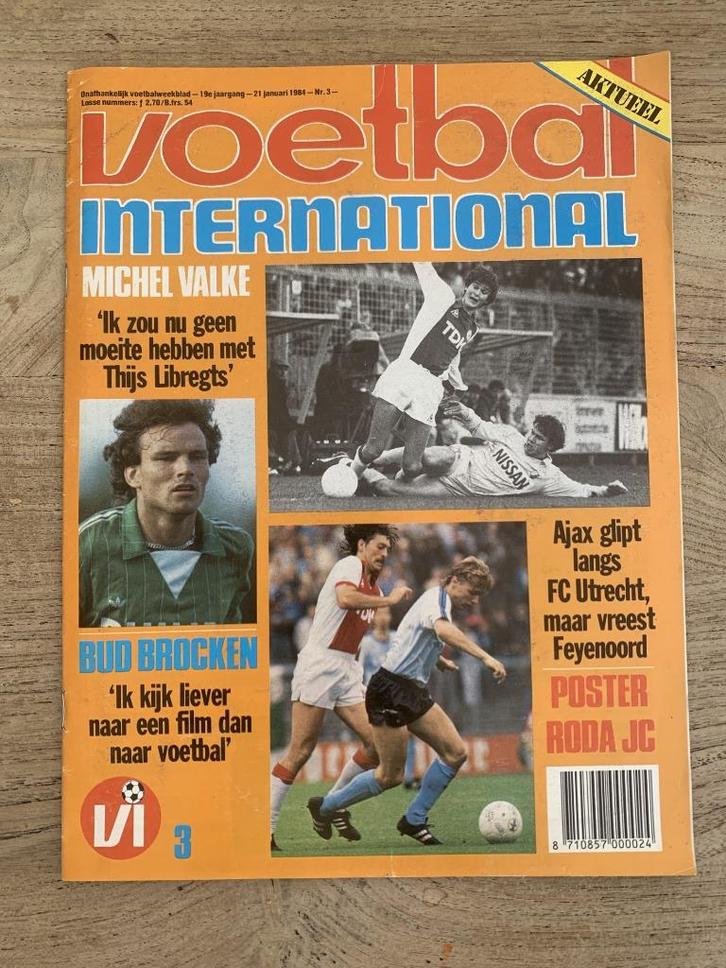 Onafhankelijk voetbalweekblad — 19e jaargang — 21 januari 1984 — Nr. 3 —
Losse nummers: ƒ 2,70/B.frs. 54
AKTUEEL
voetbal
INTERNATIONAL
MICHEL VALKE
'Ik zou nu geen
moeite hebben met
Thijs Libregts'
TDK
NISSAN
BUD BROCKEN
'Ik kijk liever
naar een film dan
naar voetbal'
VI
3
TDK
Ajax glipt
langs
FC Utrecht,
maar vreest
Feyenoord
POSTER
RODA JC
8 710857 000024